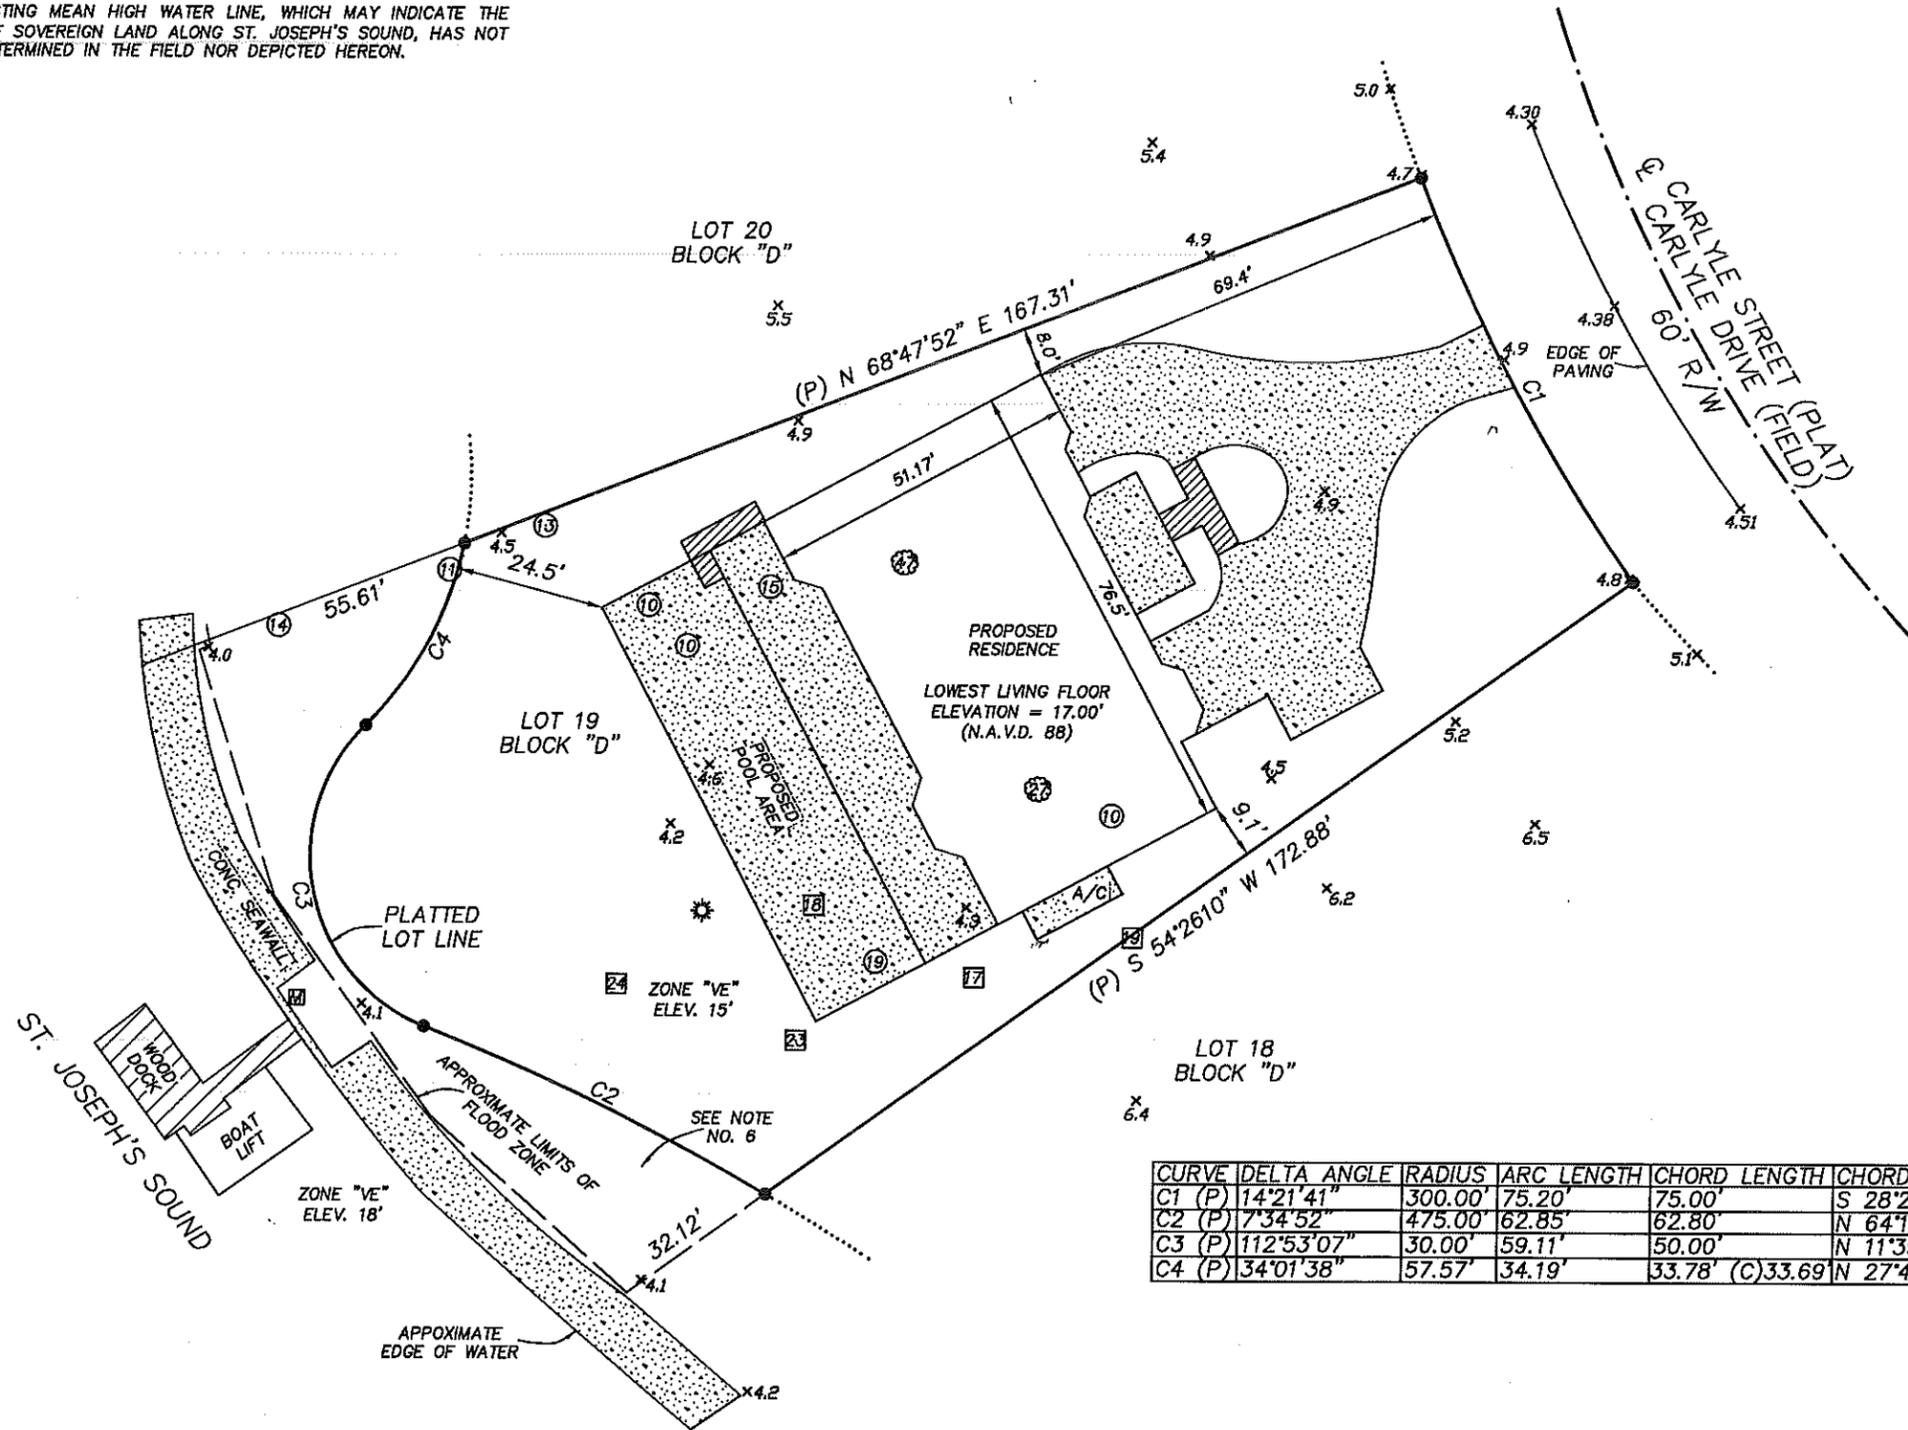 STING MEAN HIGH WATER LINE, WHICH MAY INDICATE THE
F SOVEREIGN LAND ALONG ST. JOSEPH'S SOUND, HAS NOT
TERMINED IN THE FIELD NOR DEPICTED HEREON.
5.0
4.30
5.4
4.7
LOT 20
BLOCK "D"
5.5
4.9
69.4'
(P) N 68°47'52" E 167.31'
8.0'
4.9
4.38
EDGE OF
PAVING
C1
℄ CARLYLE STREET (PLAT)
CARLYLE DRIVE (FIELD)
60' R/W
4.51
4.9
51.17'
4.5
13
11
24.5'
55.61'
14
4.0
C4
10
10
15
47
4.9
76.5'
4.8
5.1
PROPOSED
RESIDENCE
LOWEST LIVING FLOOR
ELEVATION = 17.00'
(N.A.V.D. 88)
LOT 19
BLOCK "D"
4.6
PROPOSED
POOL AREA
4.2
27
10
4.5
5.2
9.1'
6.5
6.2
C3
CONC. SEAWALL
PLATTED
LOT LINE
18
4.9
A/C
19
19
17
(P) S 54°26'10" W 172.88'
24
ZONE "VE"
ELEV. 15'
23
M
4.1
WOOD
DOCK
BOAT
LIFT
ST. JOSEPH'S SOUND
APPROXIMATE LIMITS OF
FLOOD ZONE
C2
SEE NOTE
NO. 6
LOT 18
BLOCK "D"
6.4
ZONE "VE"
ELEV. 18'
32.12'
4.1
APPOXIMATE
EDGE OF WATER
4.2
CURVE DELTA ANGLE RADIUS ARC LENGTH CHORD LENGTH CHORD
C1 (P) 14°21'41" 300.00' 75.20' 75.00' S 28°2
C2 (P) 7°34'52" 475.00' 62.85' 62.80' N 64°1
C3 (P) 112°53'07" 30.00' 59.11' 50.00' N 11°3
C4 (P) 34°01'38" 57.57' 34.19' 33.78' (C)33.69' N 27°4